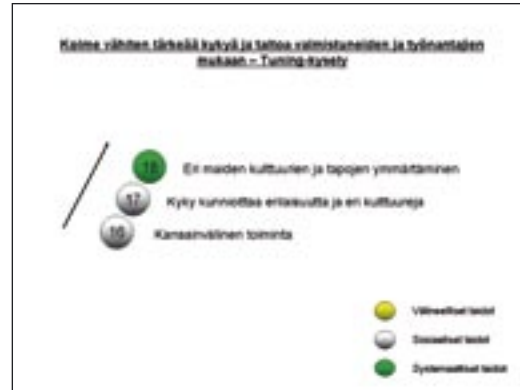 Kolme vähiten tärkeää kykyä ja taitoa valmistuneiden ja työnantajien
mukaan – Tuning-kysely
18 Eri maiden kulttuurien ja tapojen ymmärtäminen
17 Kyky kunnioittaa erilaisuutta ja eri kulttuureja
16 Kansainvälinen toiminta
Välineelliset taidot
Sosiaaliset taidot
Systemaattiset taidot